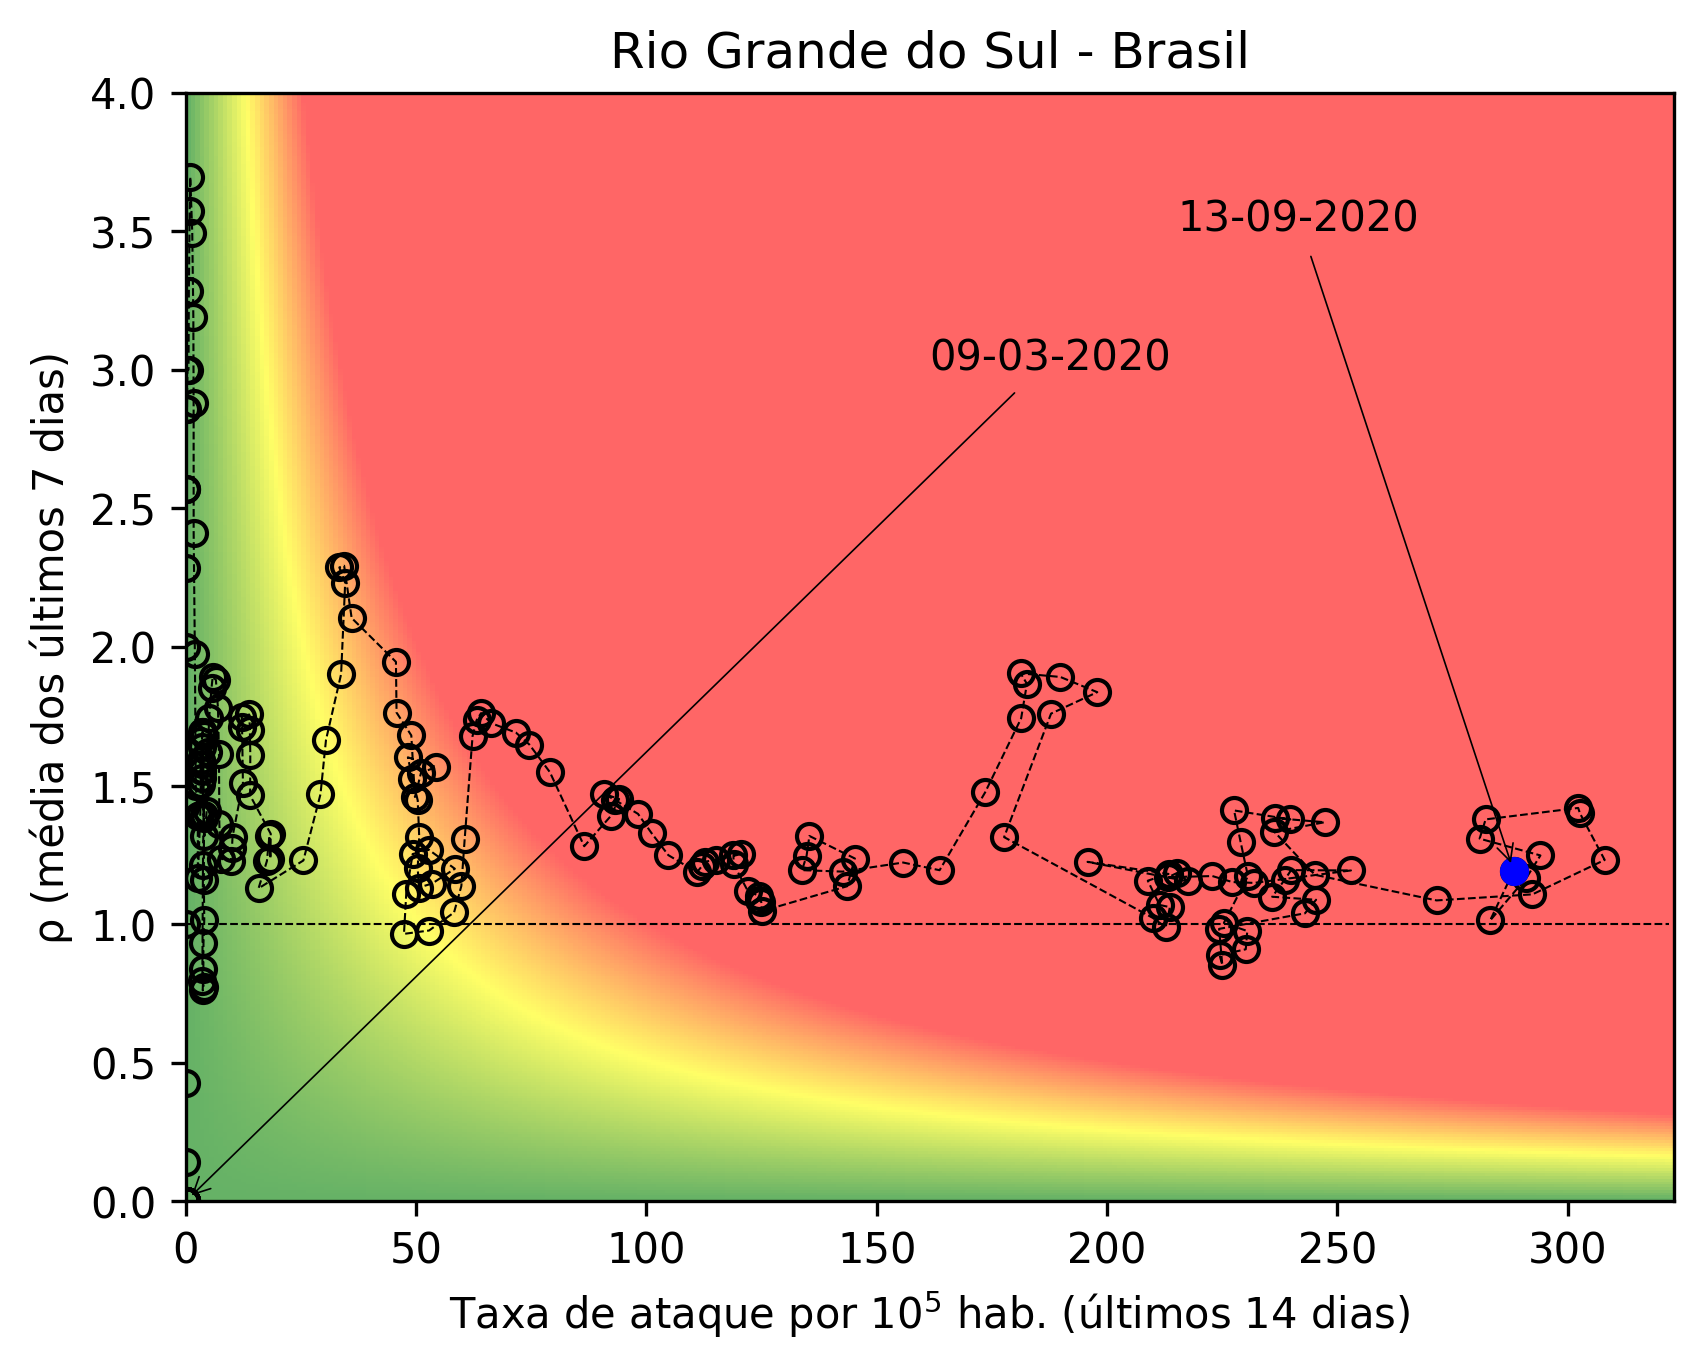 Rio Grande do Sul - Brasil
4.0
3.5
3.0
2.5
2.0
1.5
1.0
0.5
0.0
ρ (média dos últimos 7 dias)
13-09-2020
09-03-2020
0 50 100 150 200 250 300
Taxa de ataque por 10⁵ hab. (últimos 14 dias)